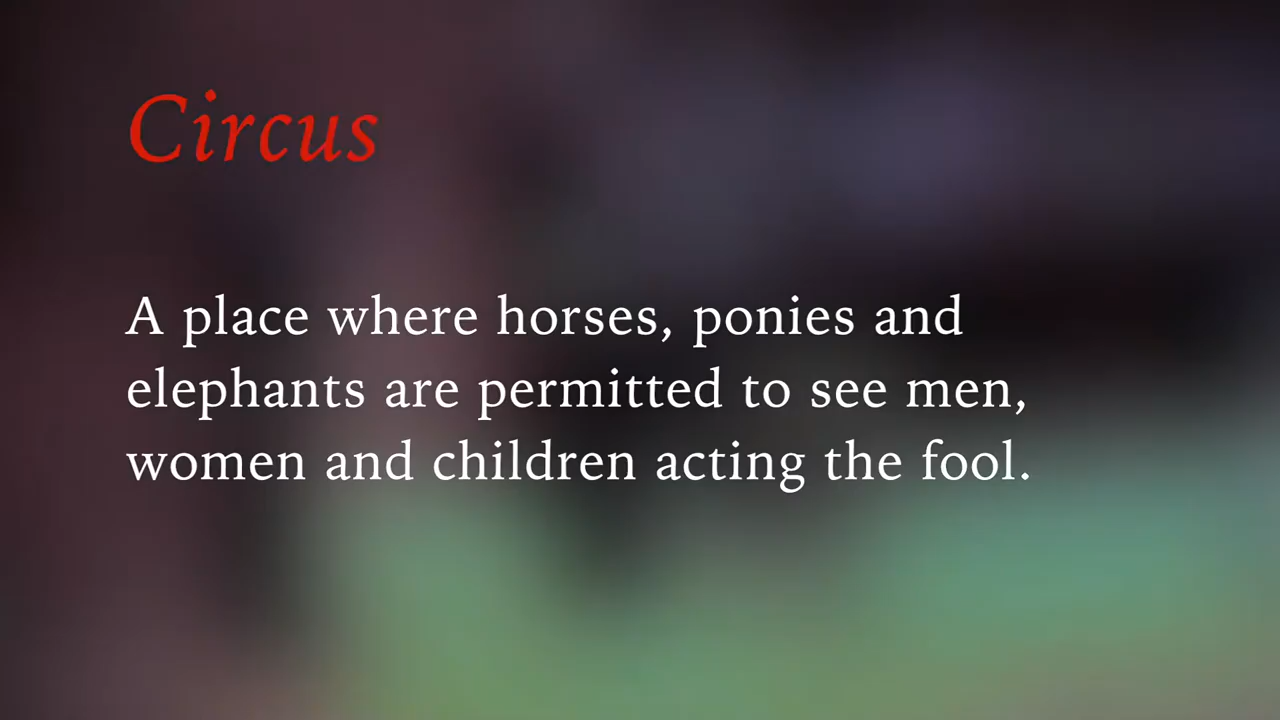 Circus
A place where horses, ponies and
elephants are permitted to see men,
women and children acting the fool.